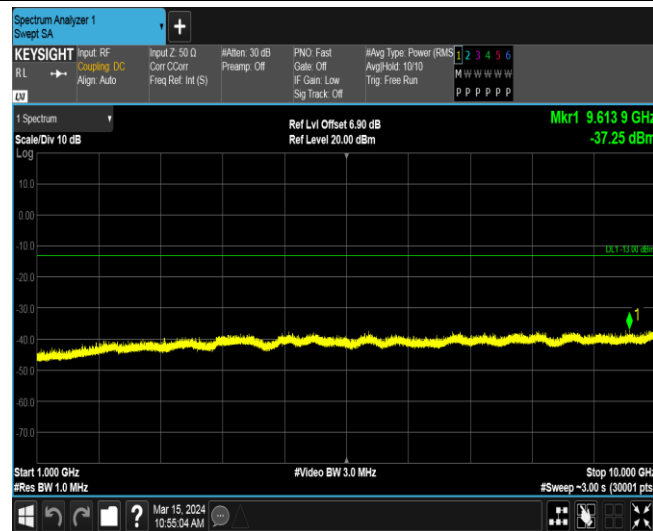 Spectrum Analyzer 1
Swept SA
+
KEYSIGHT
RL
LXI
Input: RF
Coupling: DC
Align: Auto
Input Z: 50 Ω
Corr CCorr
Freq Ref: Int (S)
#Atten: 30 dB
Preamp: Off
PNO: Fast
Gate: Off
IF Gain: Low
Sig Track: Off
#Avg Type: Power (RMS
Avg|Hold: 10/10
Trig: Free Run
1 2 3 4 5 6
M W W W W W
P P P P P P
1 Spectrum
Scale/Div 10 dB
Log
Ref Lvl Offset 6.90 dB
Ref Level 20.00 dBm
Mkr1 9.613 9 GHz
-37.25 dBm
10.0
0.00
-10.0
DL1 -13.00 dBm
-20.0
-30.0
1
-40.0
-50.0
-60.0
-70.0
Start 1.000 GHz
#Res BW 1.0 MHz
#Video BW 3.0 MHz
Stop 10.000 GHz
#Sweep ~3.00 s (30001 pts
?
Mar 15, 2024
10:55:04 AM